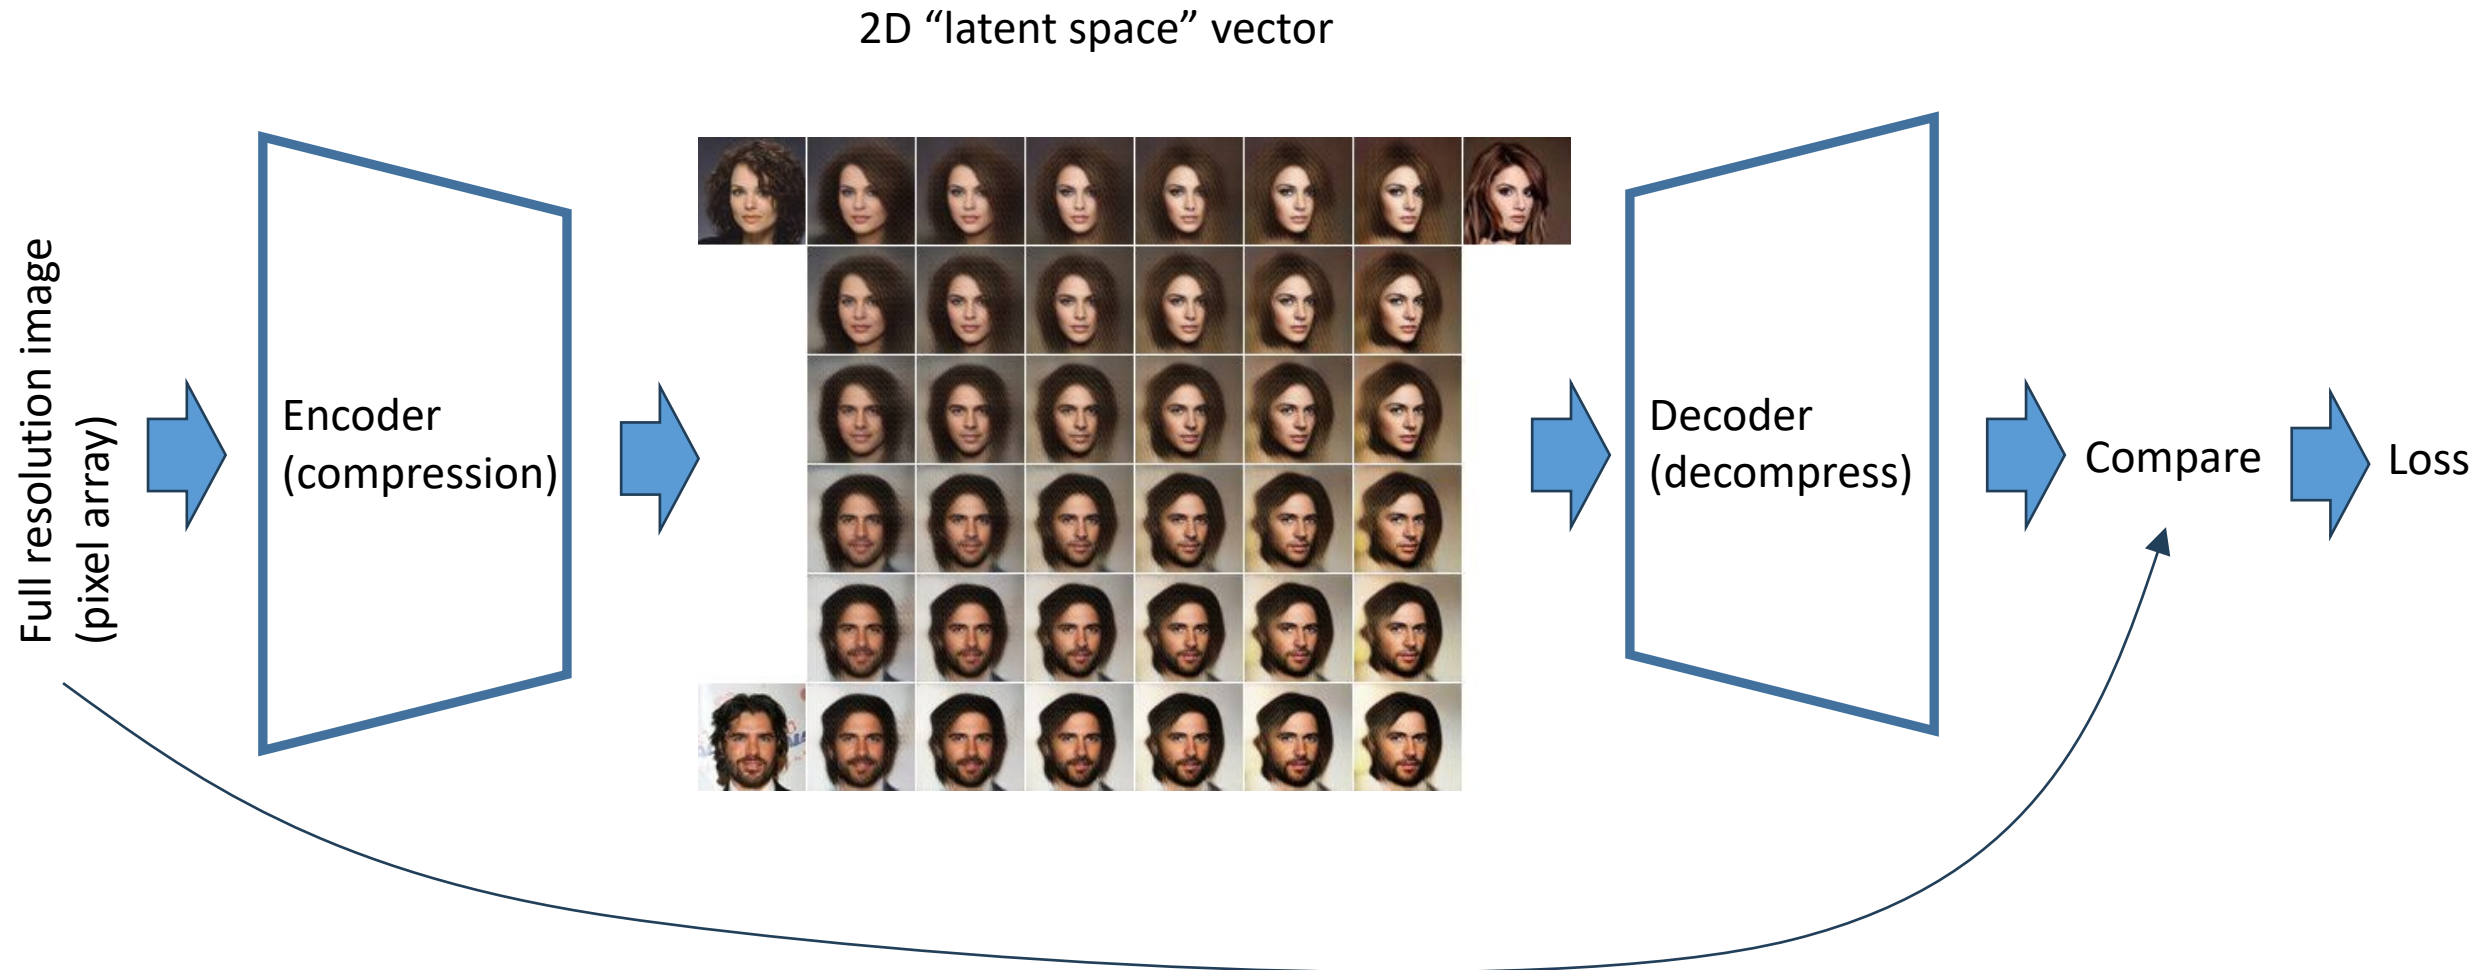 2D “latent space” vector
Full resolution image
(pixel array)
Encoder
(compression)
Decoder
(decompress)
Compare
Loss